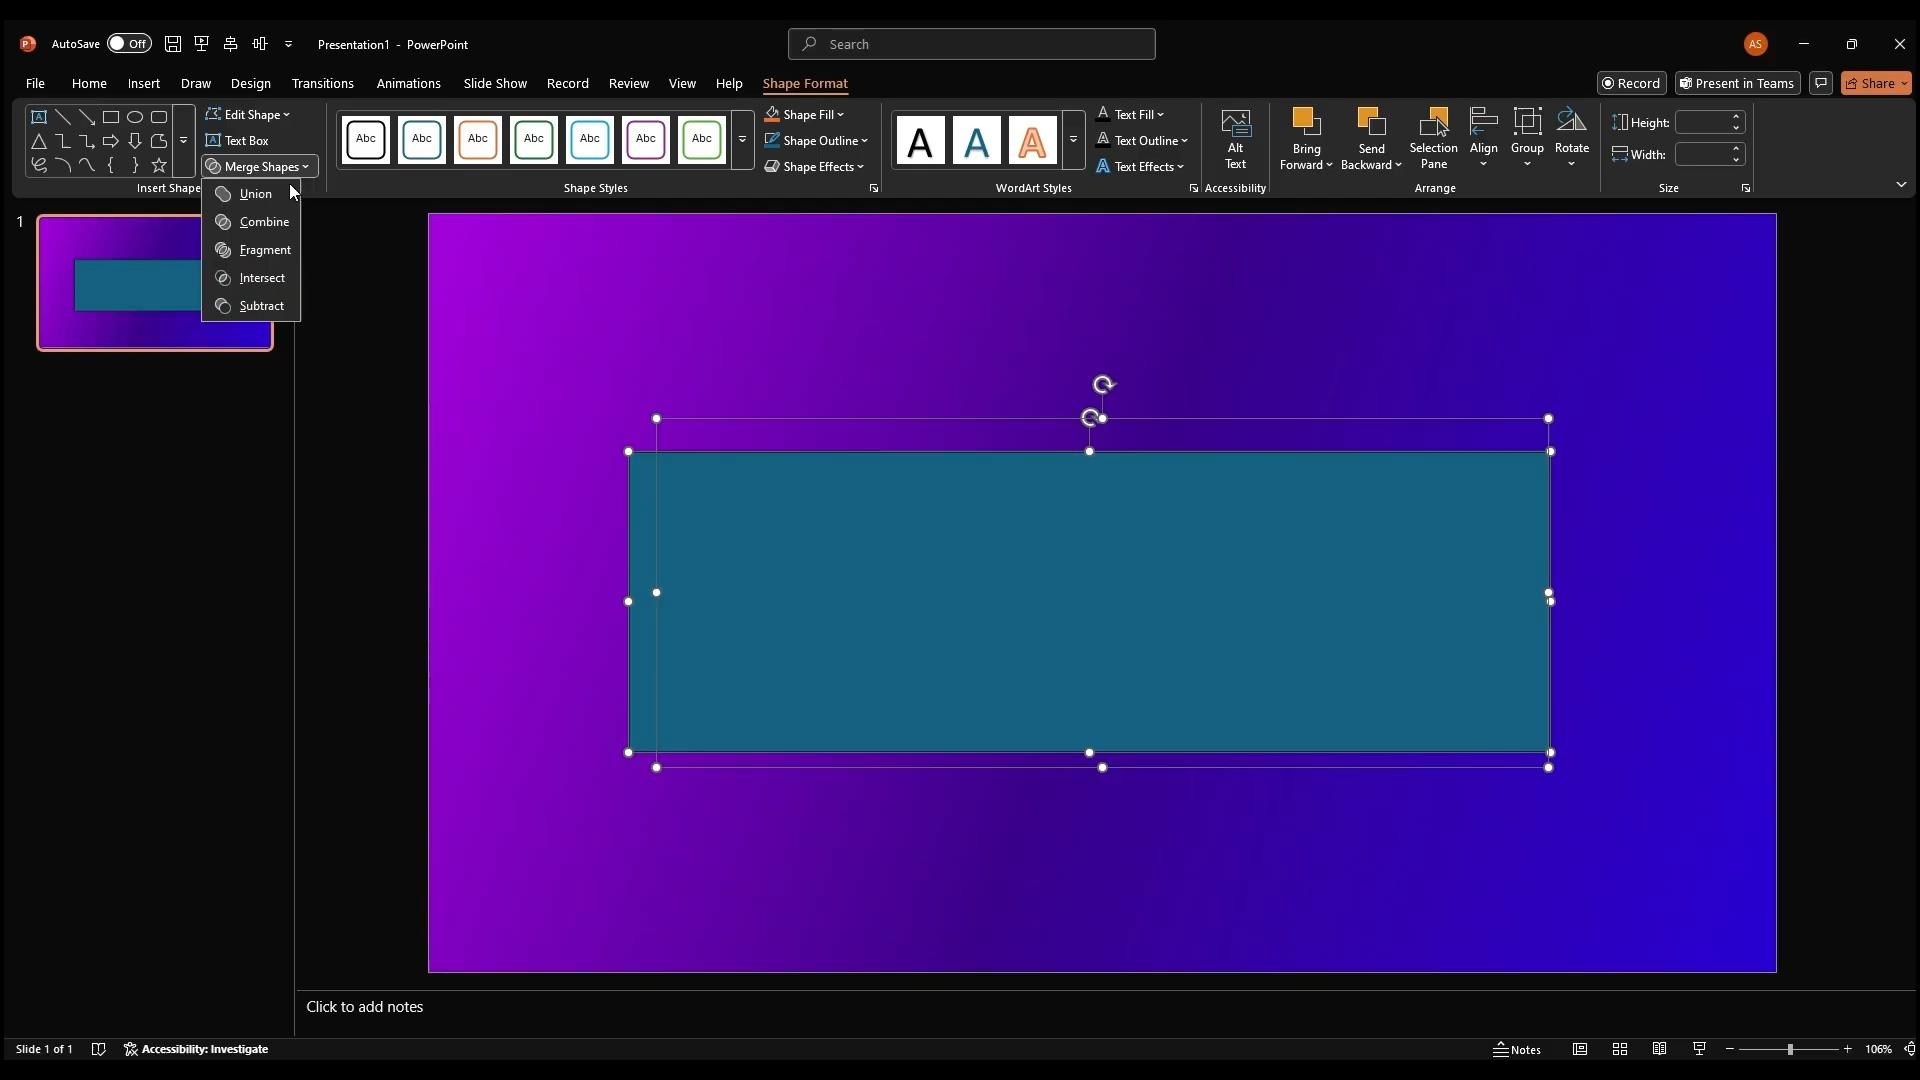 AutoSave Off Presentation1 - PowerPoint Search AS
File Home Insert Draw Design Transitions Animations Slide Show Record Review View Help Shape Format Record Present in Teams Share
Edit Shape
Text Box
Merge Shapes
Insert Shape
Abc Abc Abc Abc Abc Abc Abc
Shape Fill
Shape Outline
Shape Effects
Shape Styles
A A A
Text Fill
Text Outline
Text Effects
WordArt Styles
Alt
Text
Accessibility
Bring
Forward
Send
Backward
Selection
Pane
Align
Group
Rotate
Arrange
Height:
Width:
Size
Union
Combine
Fragment
Intersect
Subtract
1
Click to add notes
Slide 1 of 1 Accessibility: Investigate Notes 106%